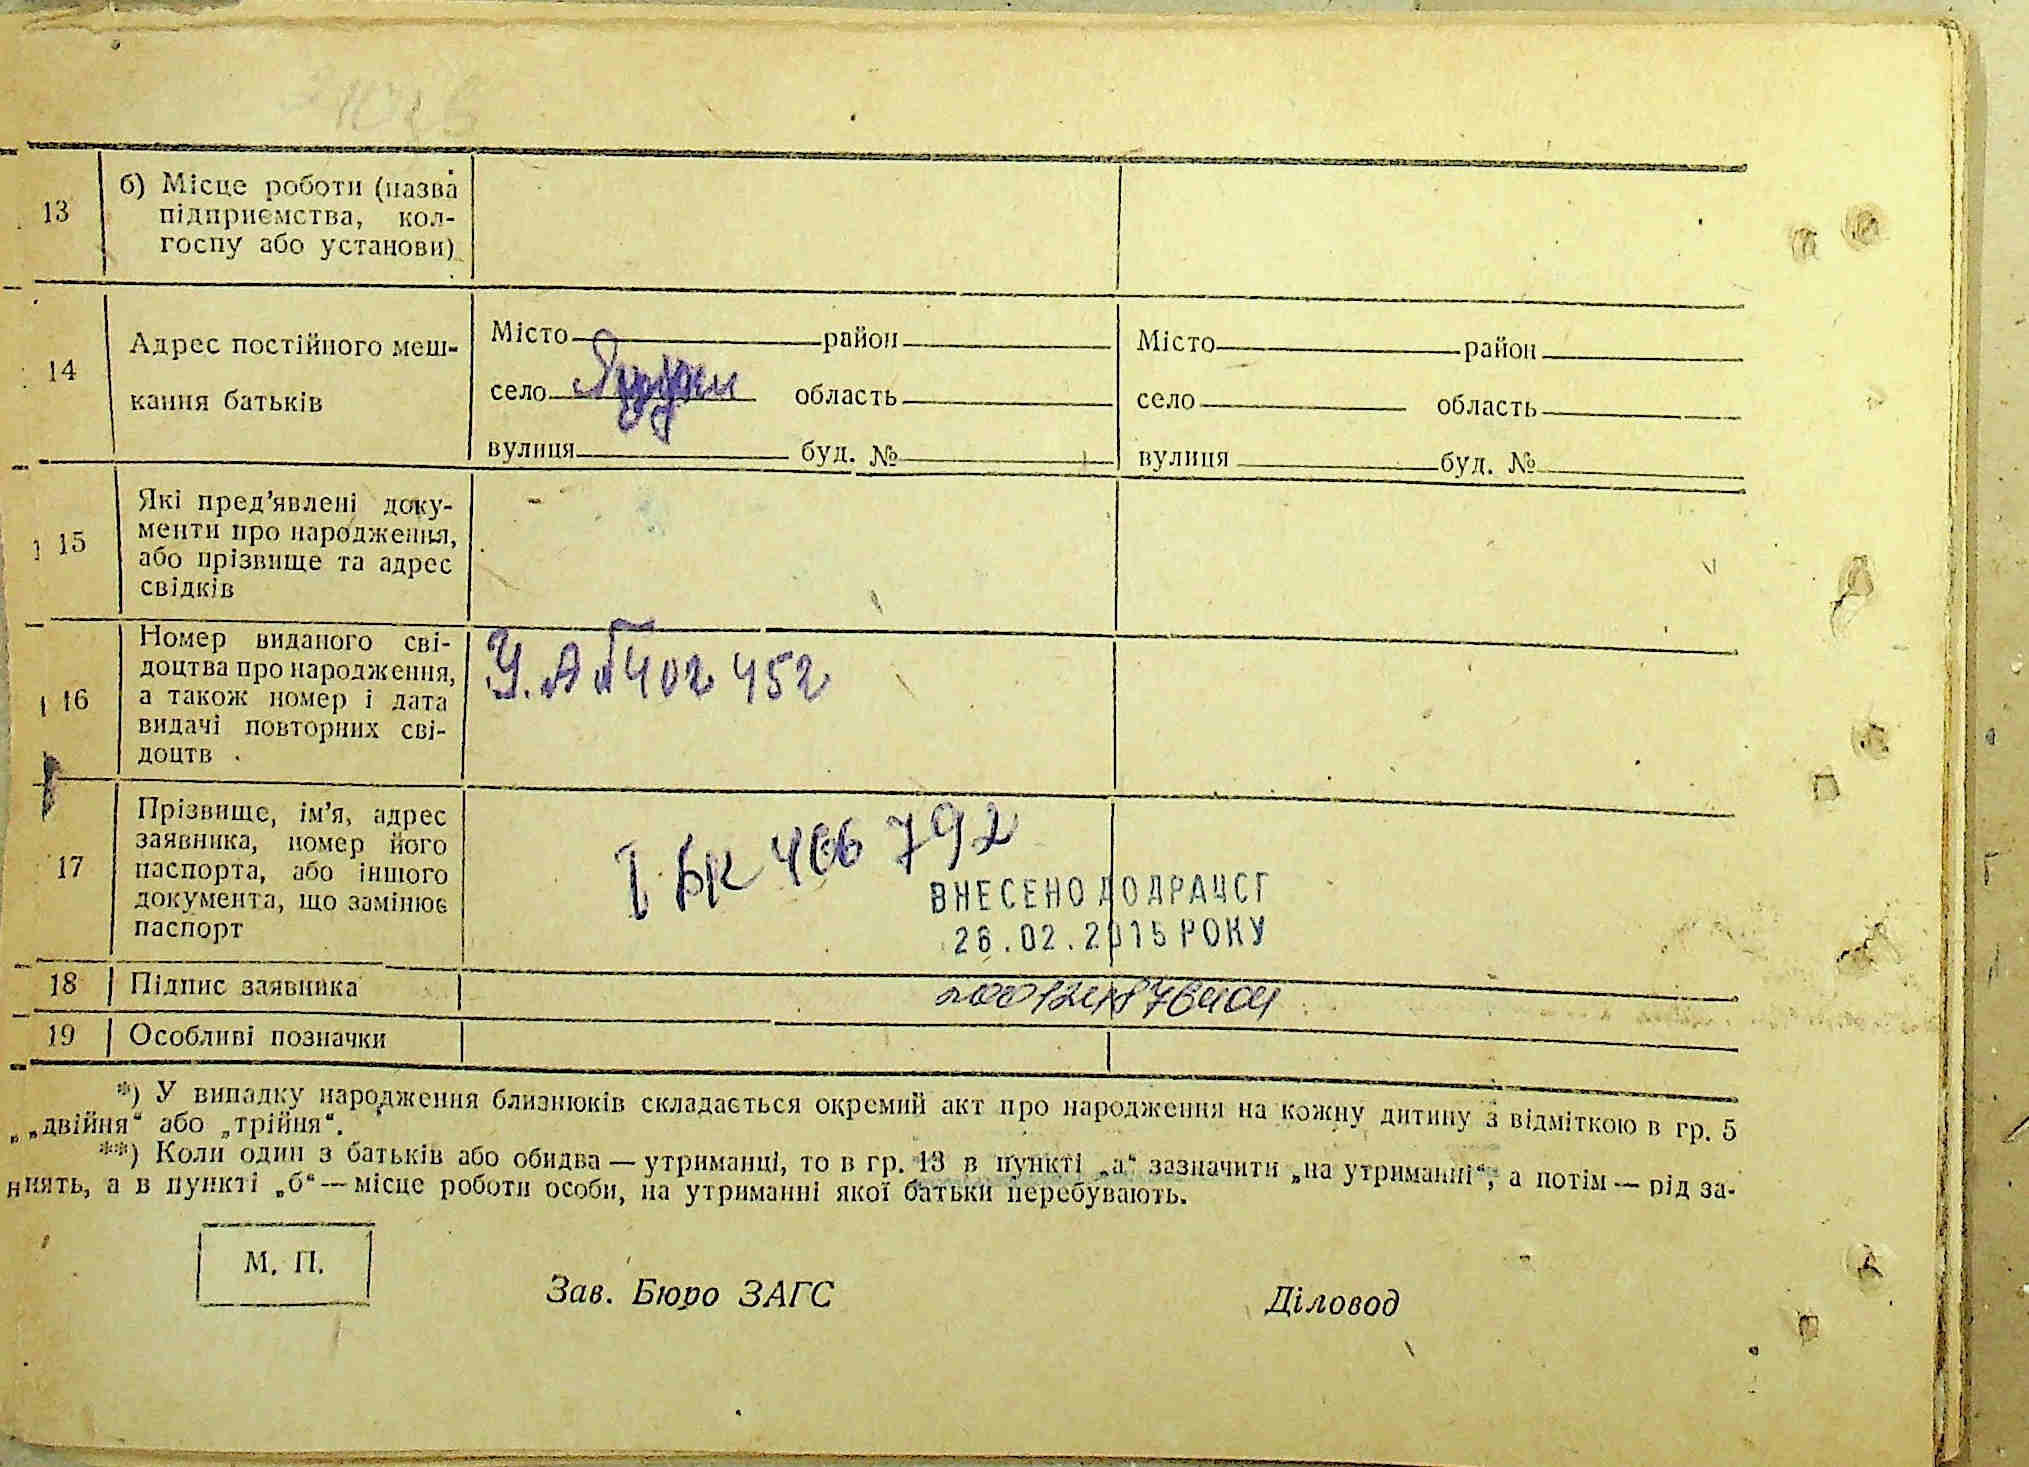 13
б) Місце роботи (назва
підприємства, кол-
госпу або установи)
14
Адрес постійного меш-
кання батьків
Місто район
село область
вулиця буд. №
Місто район
село область
вулиця буд. №
15
Які пред’явлені доку-
менти про народження,
або прізвище та адрес
свідків
16
Номер виданого сві-
доцтва про народження,
а також номер і дата
видачі повторних сві-
доцтв
402452
17
Прізвище, ім’я, адрес
заявника, номер його
паспорта, або іншого
документа, що замінює
паспорт
І БК 466 792
ВНЕСЕНО ДО ДРАЦСГ
26.02.2015 РОКУ
18 Підпис заявника
19 Особливі позначки
*) У випадку народження близнюків складається окремий акт про народження на кожну дитину з відміткою в гр. 5
„двійня“ або „трійня“.
**) Коли один з батьків або обидва — утриманці, то в гр. 13 в пункті „а“ зазначити „на утриманні“, а потім — рід за-
нять, а в пункті „б“ — місце роботи особи, на утриманні якої батьки перебувають.
М. П.
Зав. Бюро ЗАГС
Діловод